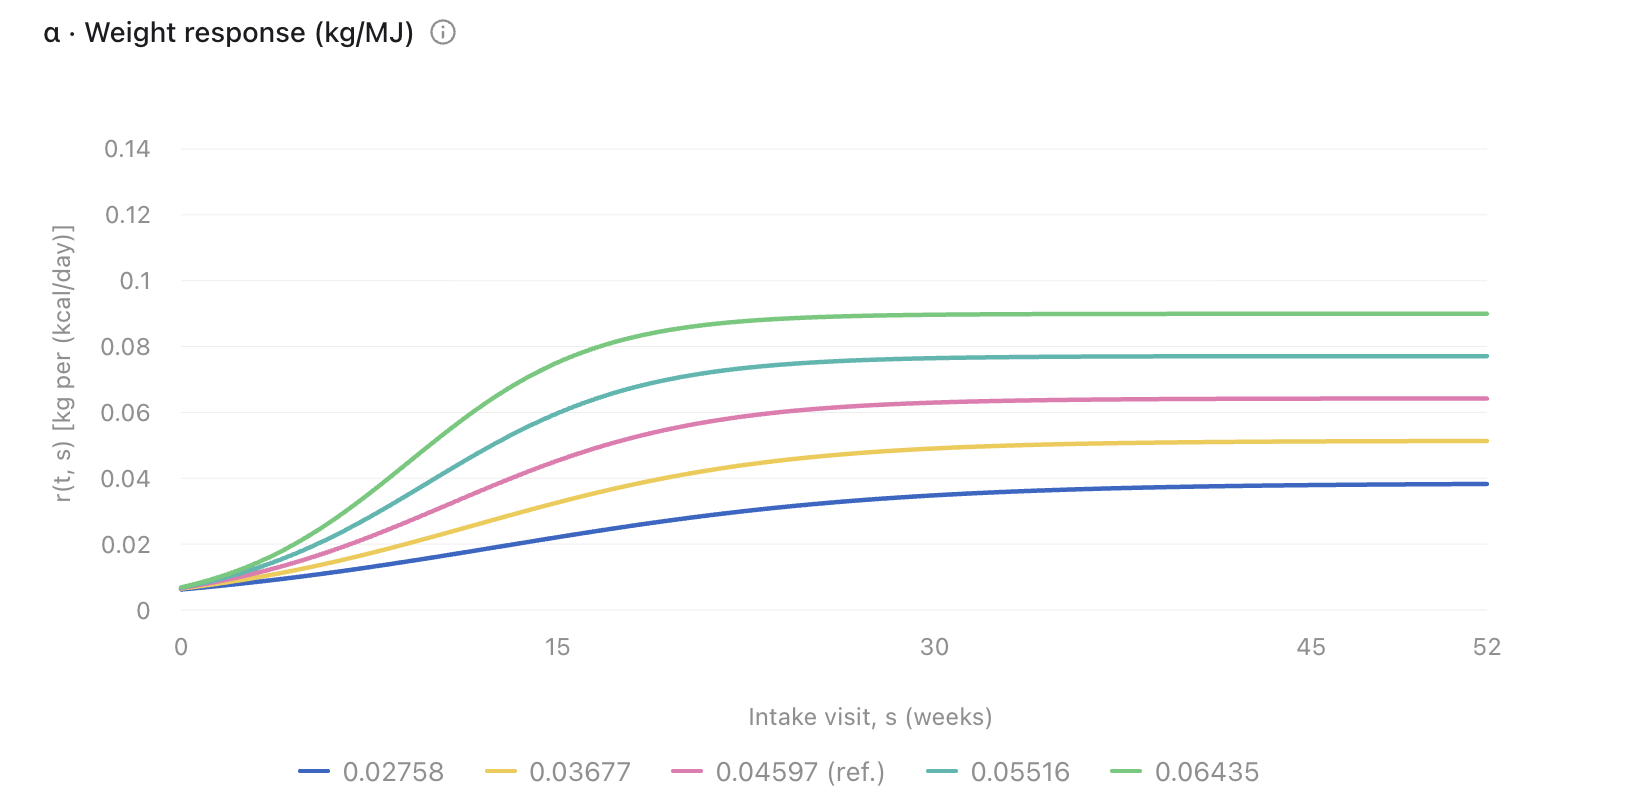 α · Weight response (kg/MJ) ⓘ
r(t, s) [kg per (kcal/day)]
0.14
0.12
0.1
0.08
0.06
0.04
0.02
0
0 15 30 45 52
Intake visit, s (weeks)
0.02758 0.03677 0.04597 (ref.) 0.05516 0.06435